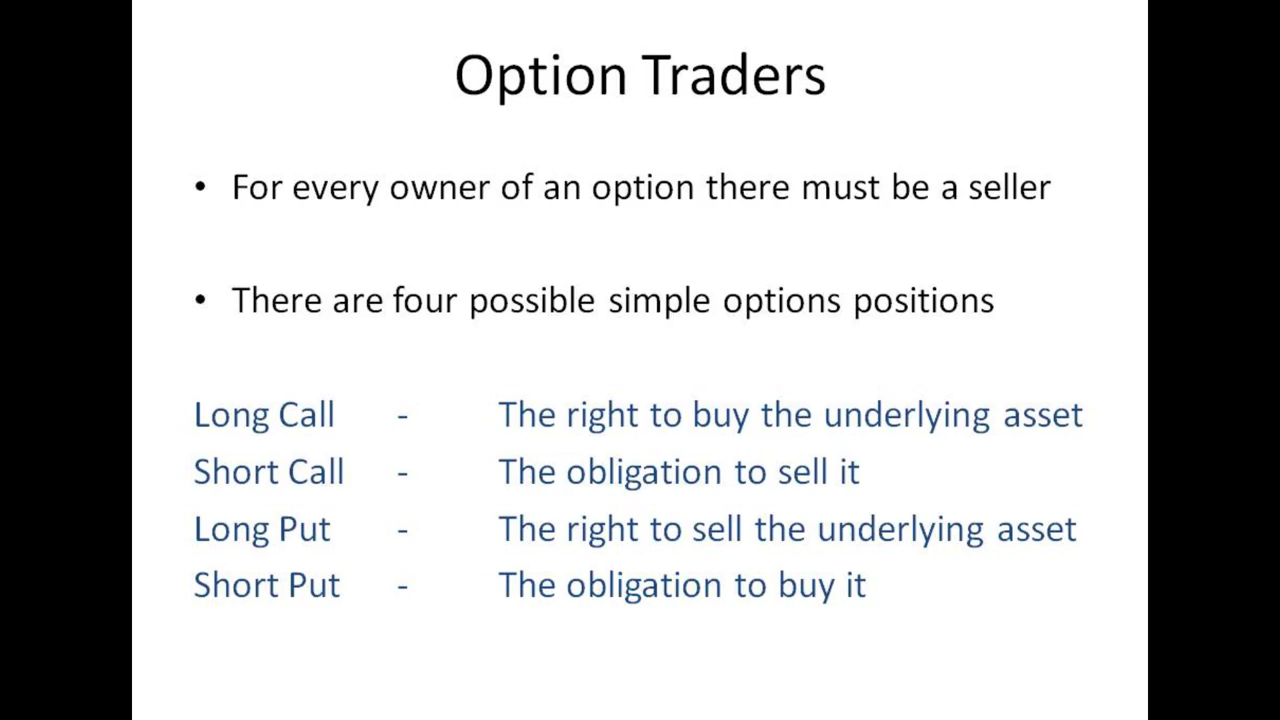 Option Traders
• For every owner of an option there must be a seller
• There are four possible simple options positions
Long Call - The right to buy the underlying asset
Short Call - The obligation to sell it
Long Put - The right to sell the underlying asset
Short Put - The obligation to buy it